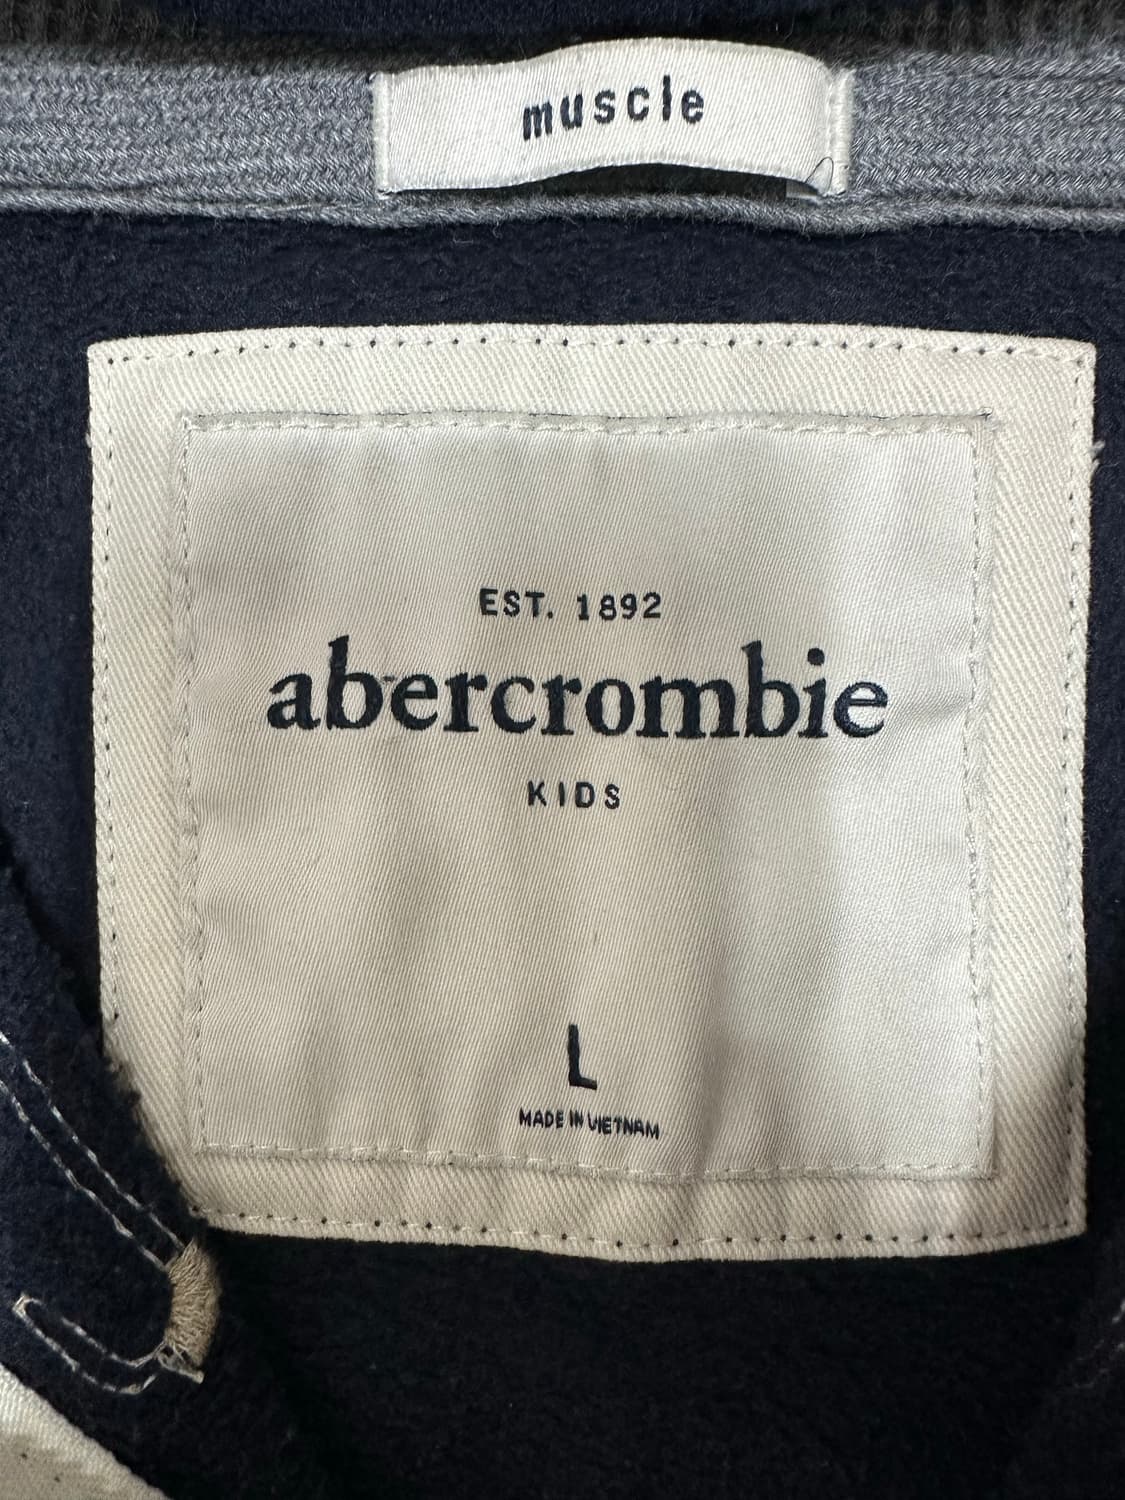 muscle
EST. 1892
abercrombie
KIDS
L
MADE IN VIETNAM